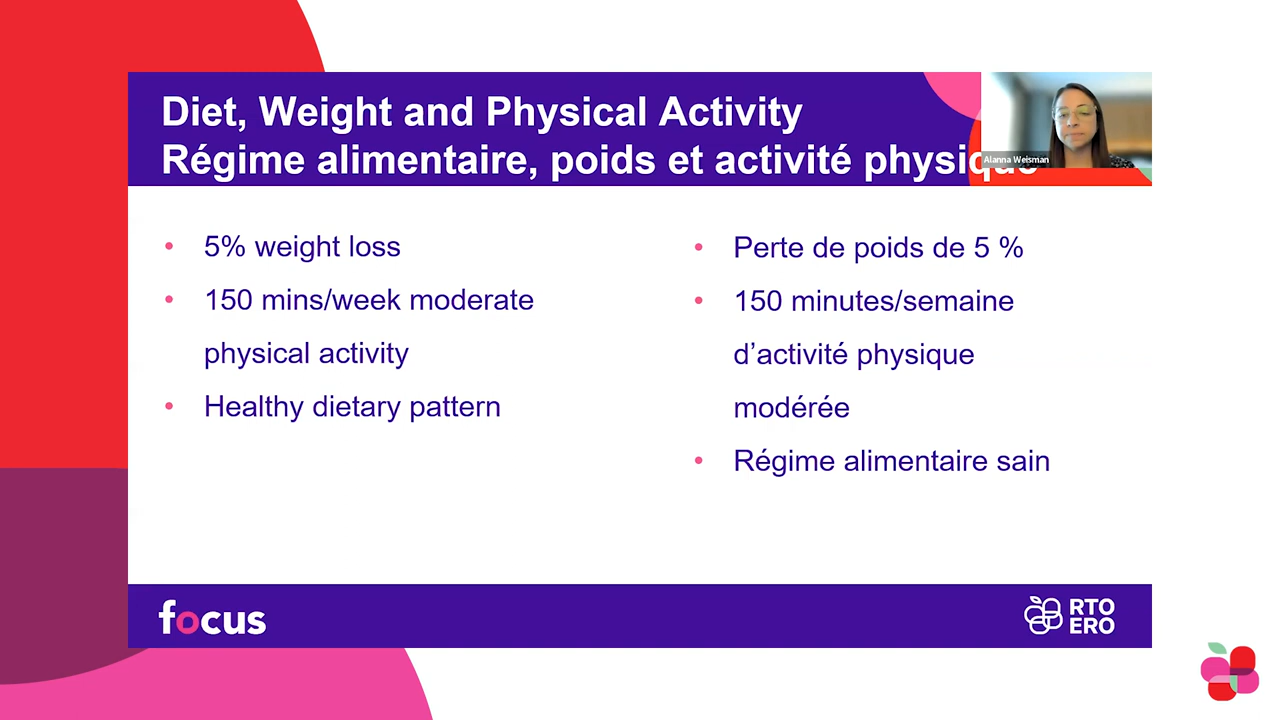 Diet, Weight and Physical Activity
Régime alimentaire, poids et activité physique
Alanna Weisman
• 5% weight loss
• 150 mins/week moderate
physical activity
• Healthy dietary pattern
• Perte de poids de 5 %
• 150 minutes/semaine
d’activité physique
modérée
• Régime alimentaire sain
focus
RTO
ERO